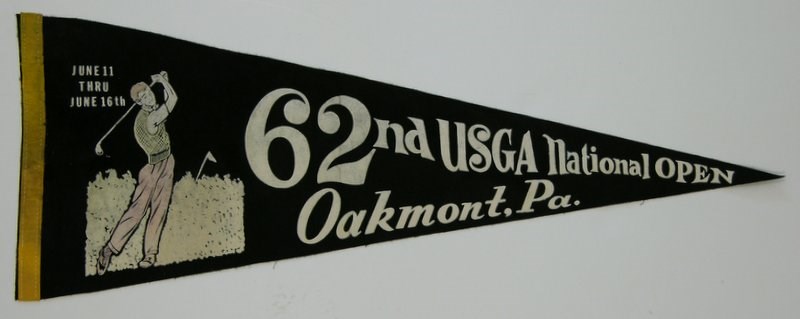 JUNE 11
THRU
JUNE 16th
62nd USGA National OPEN
Oakmont, Pa.